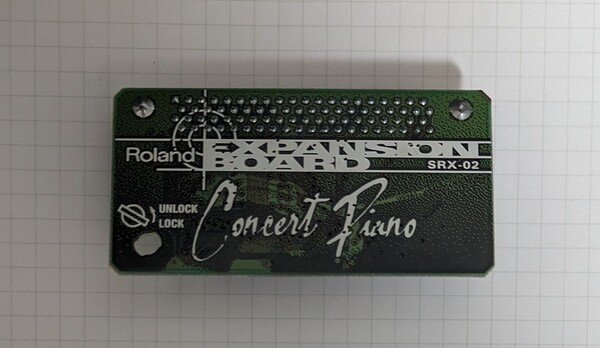 Roland EXPANSION
BOARD SRX-02
UNLOCK
LOCK
Concert Piano